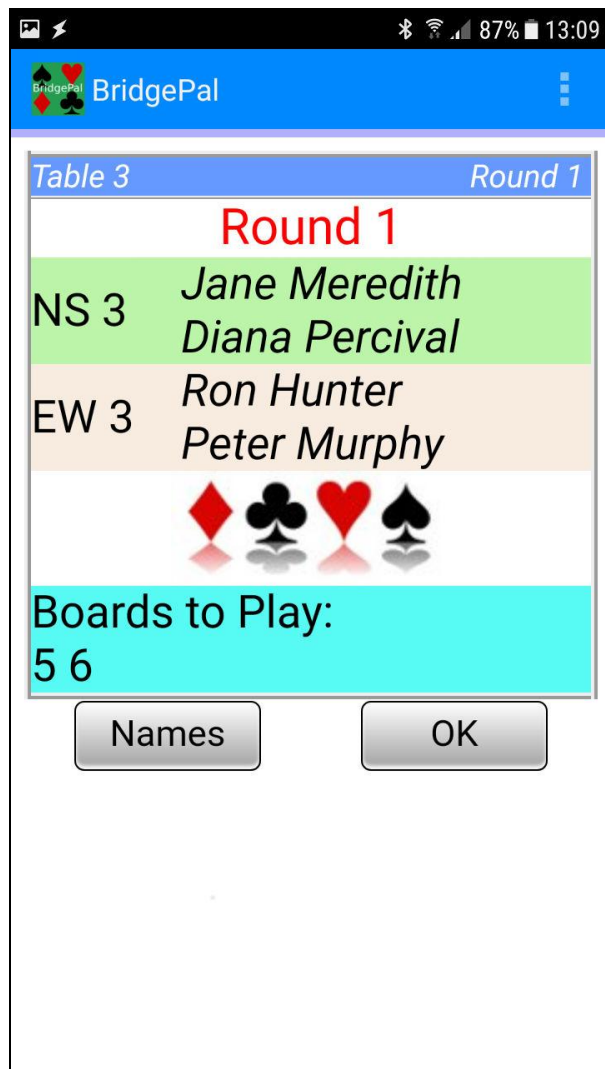 87% 13:09
BridgePal BridgePal
Table 3 Round 1
Round 1
NS 3
Jane Meredith
Diana Percival
EW 3
Ron Hunter
Peter Murphy
Boards to Play:
5 6
Names OK